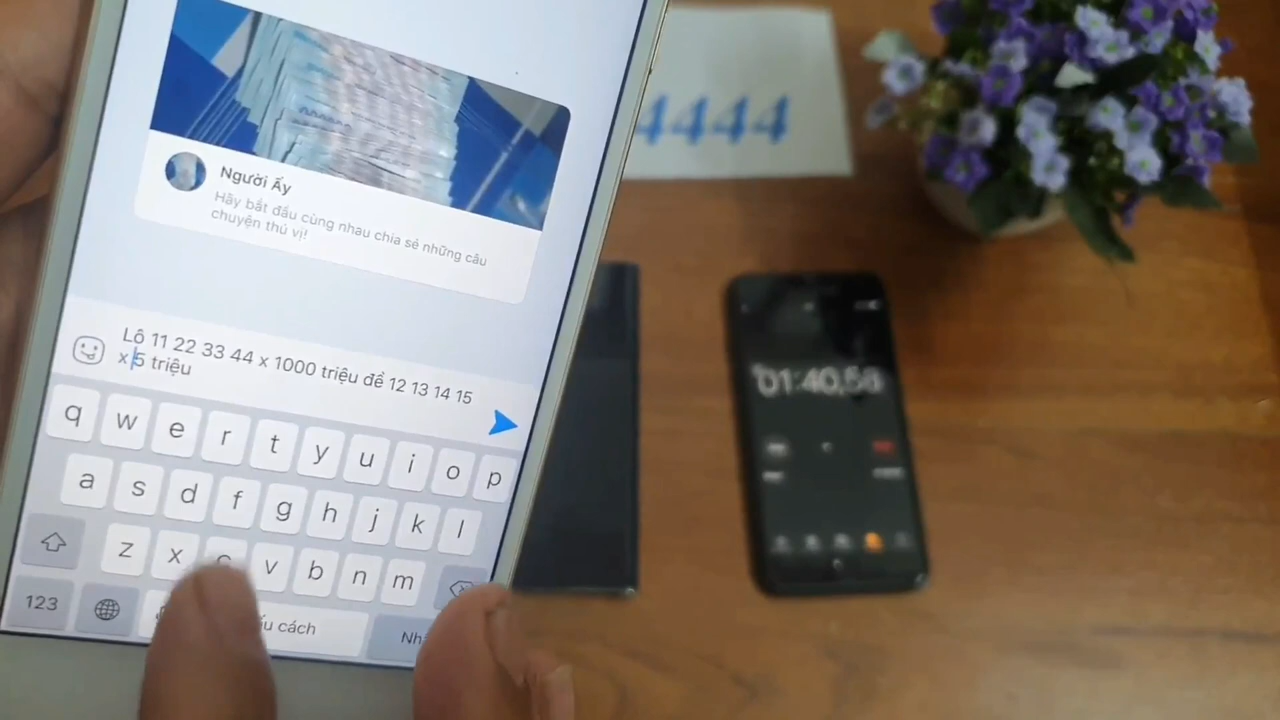 Người Ấy
Hãy bắt đầu cùng nhau chia sẻ những câu
chuyện thú vị!
4444
Lô 11 22 33 44 x 1000 triệu để 12 13 14 15
x 5 triệu
01:40,58
q w e r t y u i o p
a s d f g h j k l
z x c v b n m
123